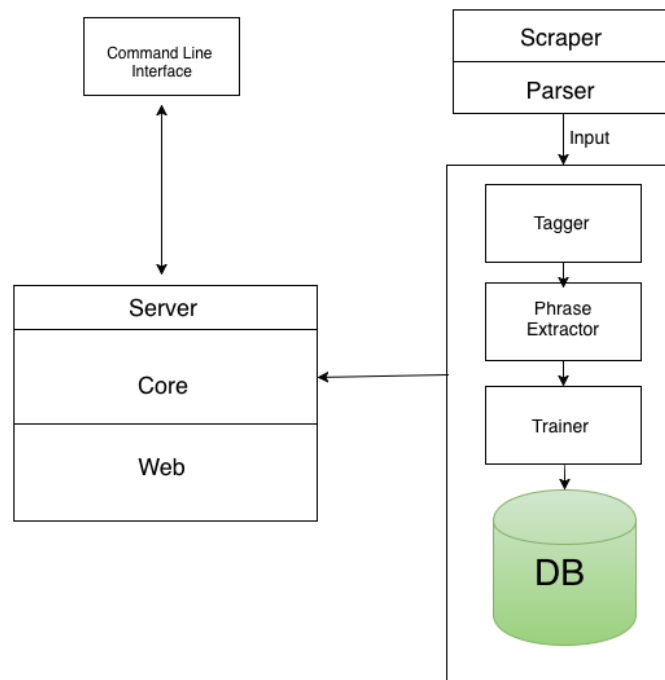 Command Line
Interface
Scraper
Parser
Input
Tagger
Phrase
Extractor
Trainer
DB
Server
Core
Web